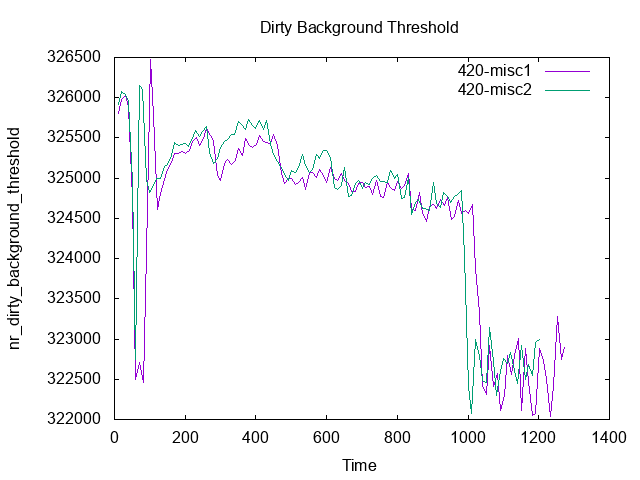 Dirty Background Threshold
420-misc1
420-misc2
nr_dirty_background_threshold
326500
326000
325500
325000
324500
324000
323500
323000
322500
322000
0 200 400 600 800 1000 1200 1400
Time